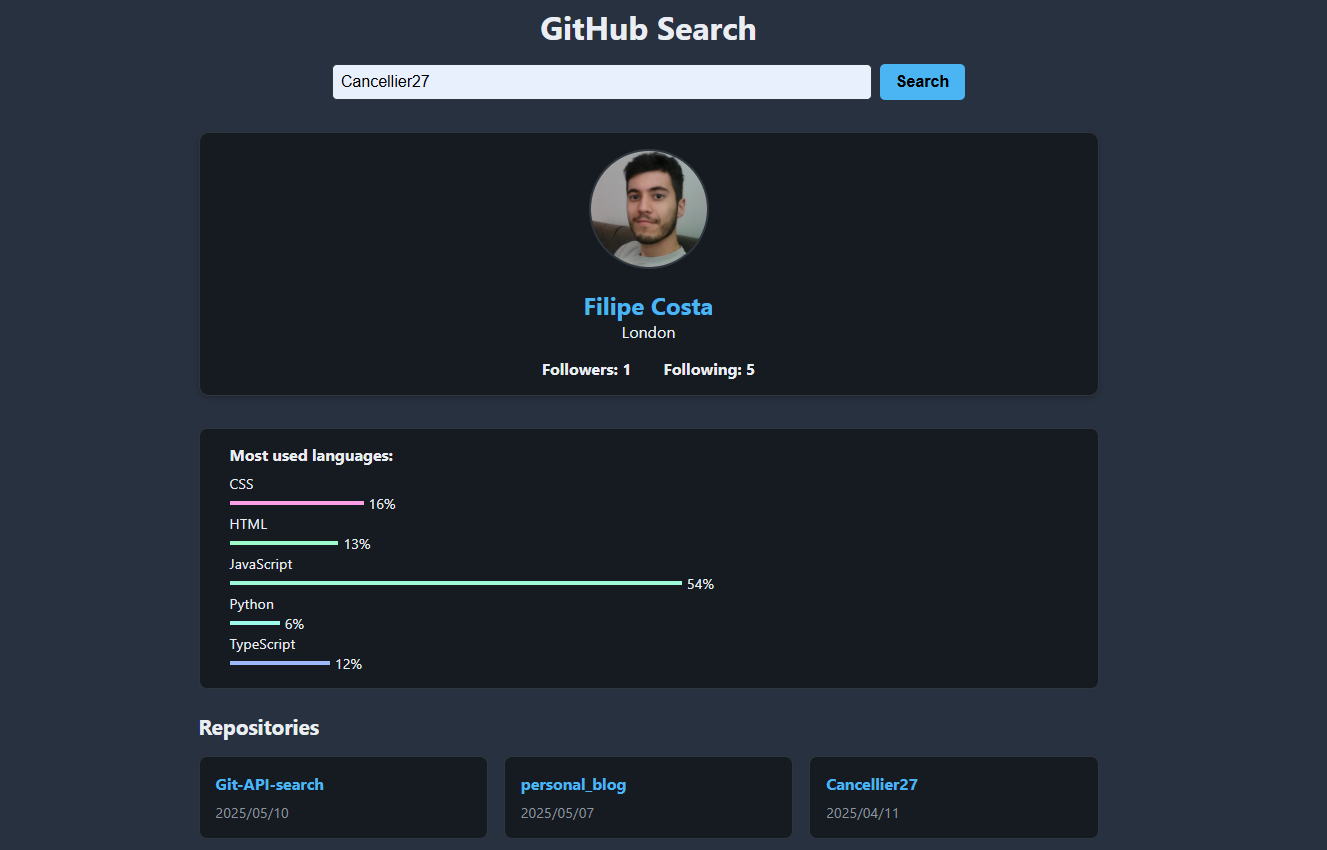 GitHub Search
Cancellier27 Search
Filipe Costa
London
Followers: 1 Following: 5
Most used languages:
CSS
16%
HTML
13%
JavaScript
54%
Python
6%
TypeScript
12%
Repositories
Git-API-search personal_blog Cancellier27
2025/05/10 2025/05/07 2025/04/11